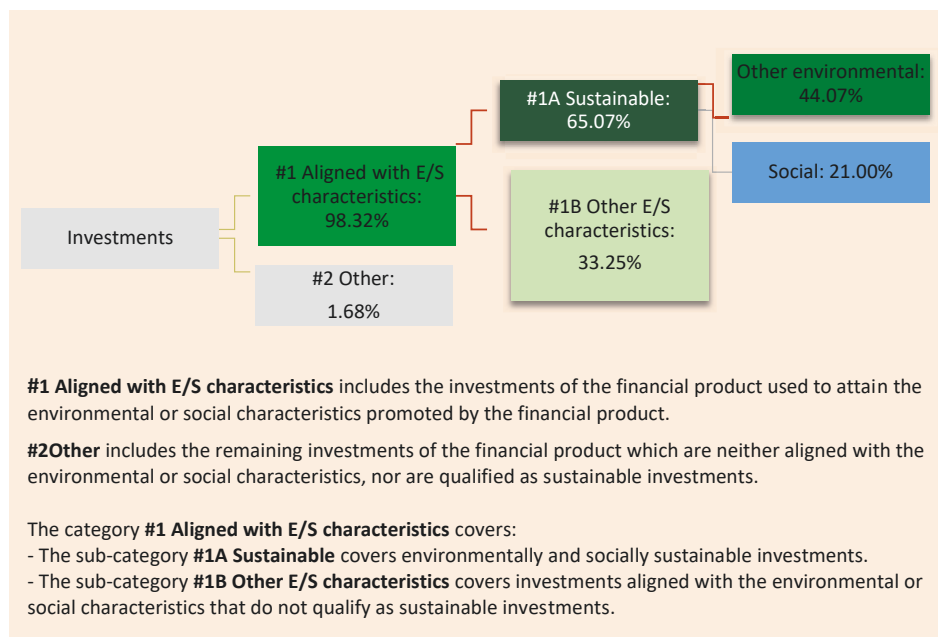 Other environmental:
44.07%
#1A Sustainable:
65.07%
Social: 21.00%
#1 Aligned with E/S
characteristics:
98.32%
#1B Other E/S
characteristics:
33.25%
Investments
#2 Other:
1.68%
#1 Aligned with E/S characteristics includes the investments of the financial product used to attain the
environmental or social characteristics promoted by the financial product.
#2Other includes the remaining investments of the financial product which are neither aligned with the
environmental or social characteristics, nor are qualified as sustainable investments.
The category #1 Aligned with E/S characteristics covers:
- The sub-category #1A Sustainable covers environmentally and socially sustainable investments.
- The sub-category #1B Other E/S characteristics covers investments aligned with the environmental or
social characteristics that do not qualify as sustainable investments.